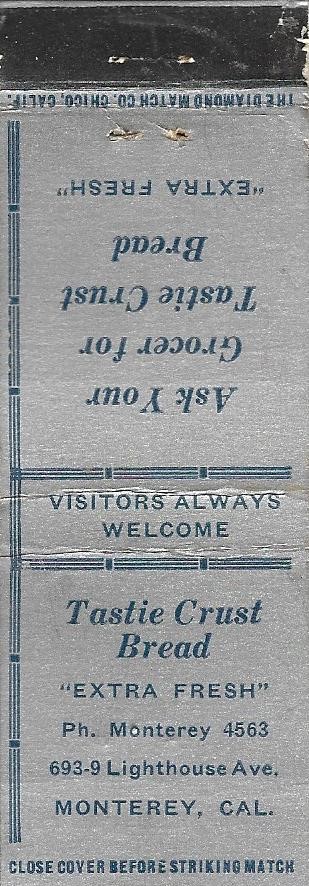 THE DIAMOND MATCH CO. CHICO, CALIF.
Ask Your
Grocer for
Tastie Crust
Bread
"EXTRA FRESH"
VISITORS ALWAYS
WELCOME
Tastie Crust
Bread
"EXTRA FRESH"
Ph. Monterey 4563
693-9 Lighthouse Ave.
MONTEREY, CAL.
CLOSE COVER BEFORE STRIKING MATCH